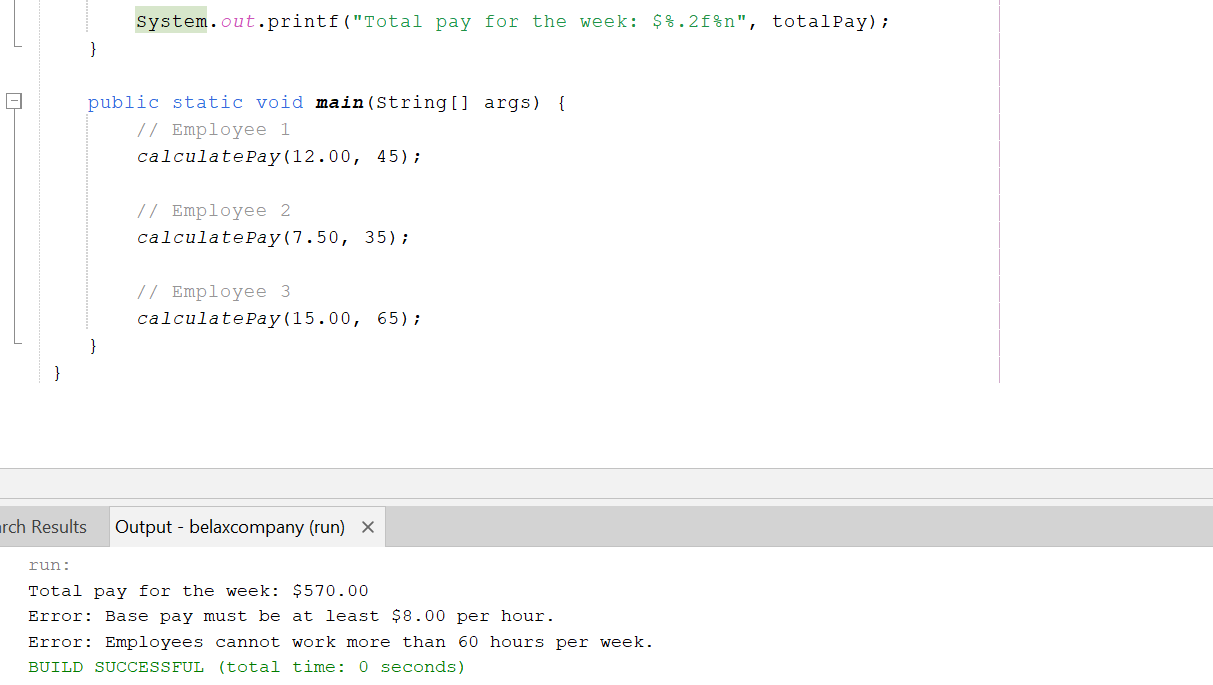 System.out.printf("Total pay for the week: $%.2f%n", totalPay);
}
public static void main(String[] args) {
// Employee 1
calculatePay(12.00, 45);
// Employee 2
calculatePay(7.50, 35);
// Employee 3
calculatePay(15.00, 65);
}
}
Results Output - belaxcompany (run)
run:
Total pay for the week: $570.00
Error: Base pay must be at least $8.00 per hour.
Error: Employees cannot work more than 60 hours per week.
BUILD SUCCESSFUL (total time: 0 seconds)